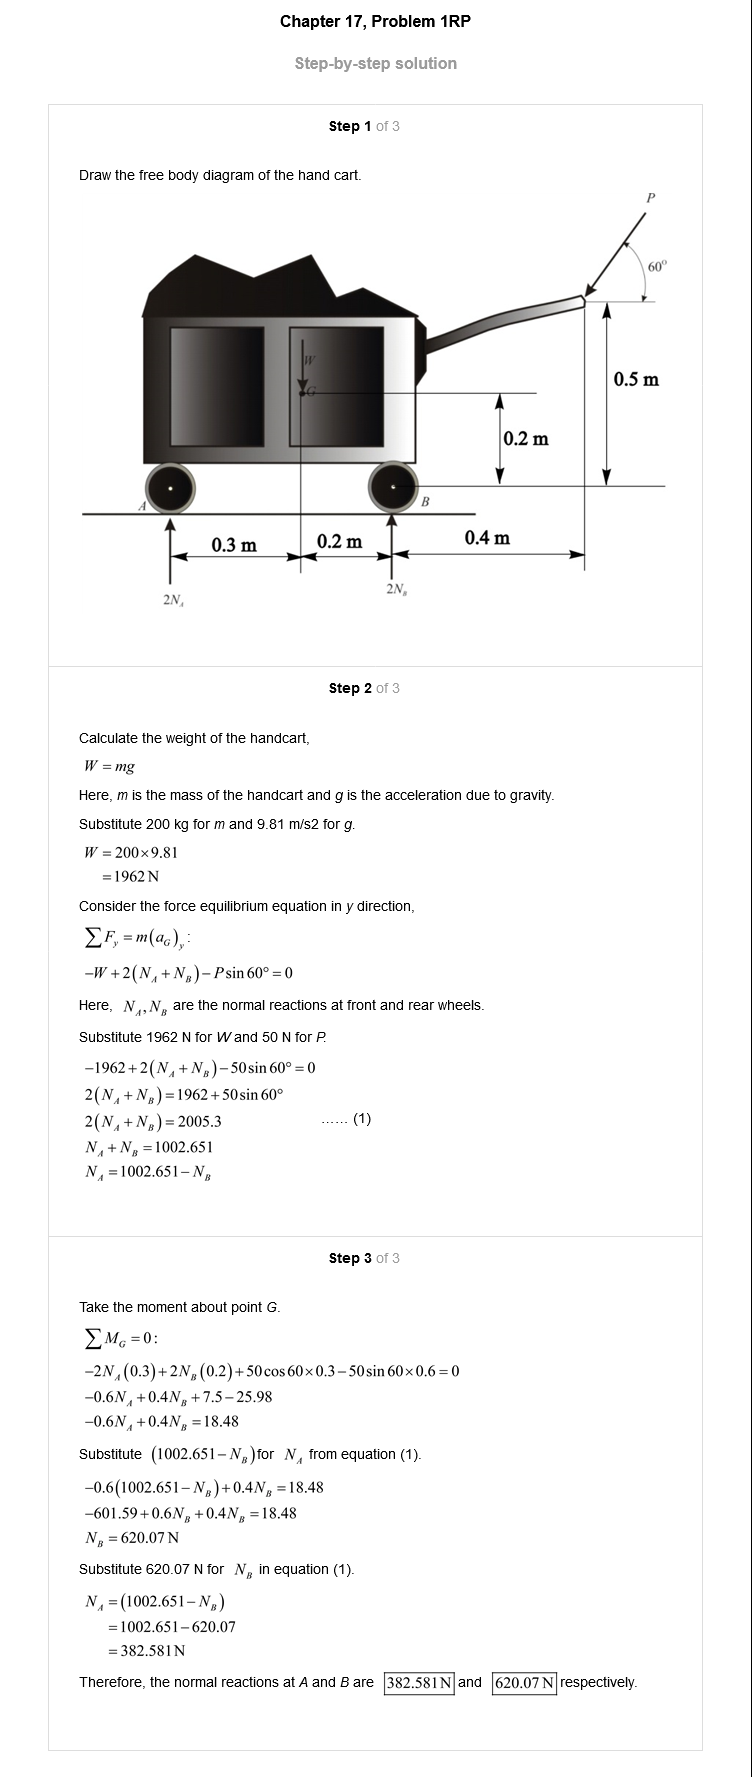 Chapter 17, Problem 1RP
Step-by-step solution
Step 1 of 3
Draw the free body diagram of the hand cart.
P
60°
W
G
0.5 m
0.2 m
A
B
0.3 m
0.2 m
0.4 m
2N_A
2N_B
Step 2 of 3
Calculate the weight of the handcart,
W = mg
Here, m is the mass of the handcart and g is the acceleration due to gravity.
Substitute 200 kg for m and 9.81 m/s2 for g.
W = 200×9.81
= 1962 N
Consider the force equilibrium equation in y direction,
∑F_y = m(a_G)_y :
−W + 2(N_A + N_B) − P sin 60° = 0
Here, N_A, N_B are the normal reactions at front and rear wheels.
Substitute 1962 N for W and 50 N for P.
−1962 + 2(N_A + N_B) − 50 sin 60° = 0
2(N_A + N_B) = 1962 + 50 sin 60°
2(N_A + N_B) = 2005.3 ...... (1)
N_A + N_B = 1002.651
N_A = 1002.651 − N_B
Step 3 of 3
Take the moment about point G.
∑M_G = 0 :
−2N_A (0.3) + 2N_B (0.2) + 50 cos 60 × 0.3 − 50 sin 60 × 0.6 = 0
−0.6N_A + 0.4N_B + 7.5 − 25.98
−0.6N_A + 0.4N_B = 18.48
Substitute (1002.651 − N_B) for N_A from equation (1).
−0.6(1002.651 − N_B) + 0.4N_B = 18.48
−601.59 + 0.6N_B + 0.4N_B = 18.48
N_B = 620.07 N
Substitute 620.07 N for N_B in equation (1).
N_A = (1002.651 − N_B)
= 1002.651 − 620.07
= 382.581 N
Therefore, the normal reactions at A and B are 382.581 N and 620.07 N respectively.